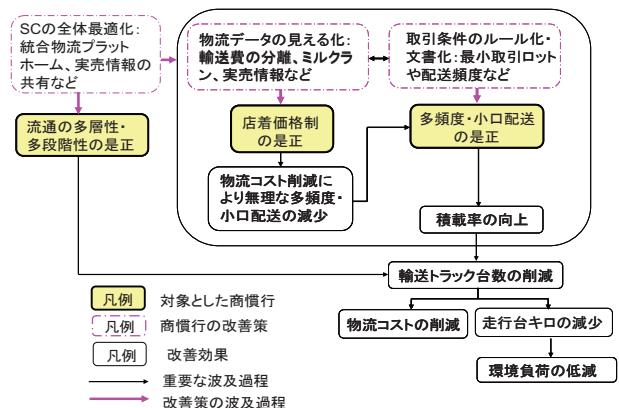 SCの全体最適化:
統合物流プラット
ホーム、実売情報の
共有など
物流データの見える化:
輸送費の分離、ミルクラ
ン、実売情報など
取引条件のルール化・
文書化:最小取引ロット
や配送頻度など
流通の多層性・
多段階性の是正
店着価格制
の是正
多頻度・小口配送
の是正
物流コスト削減に
より無理な多頻度・
小口配送の減少
積載率の向上
輸送トラック台数の削減
物流コストの削減
走行台キロの減少
環境負荷の低減
凡例 対象とした商慣行
凡例 商慣行の改善策
凡例 改善効果
重要な波及過程
改善策の波及過程